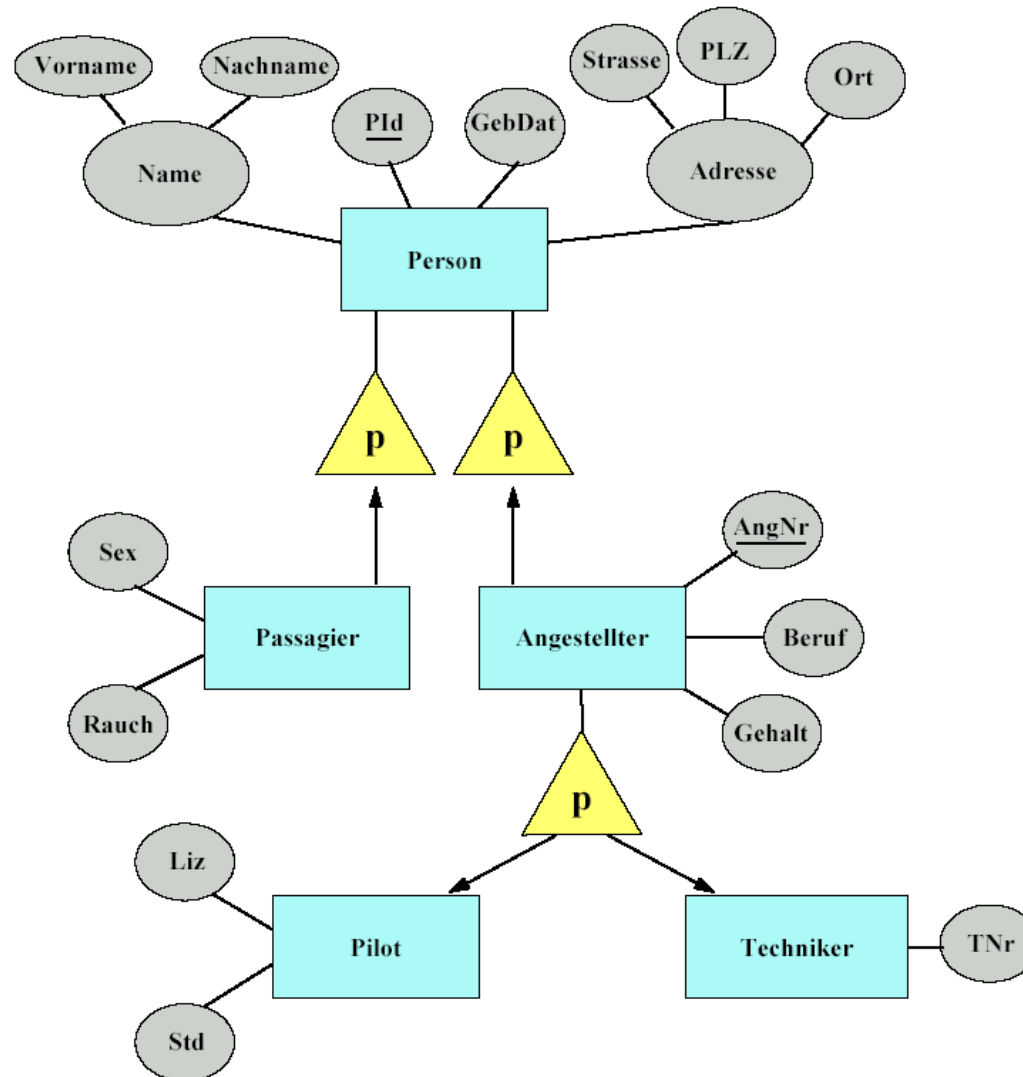 Vorname
Nachname
Strasse
PLZ
Ort
PId
GebDat
Name
Adresse
Person
p
p
Sex
AngNr
Passagier
Angestellter
Beruf
Rauch
Gehalt
p
Liz
Pilot
Techniker
TNr
Std